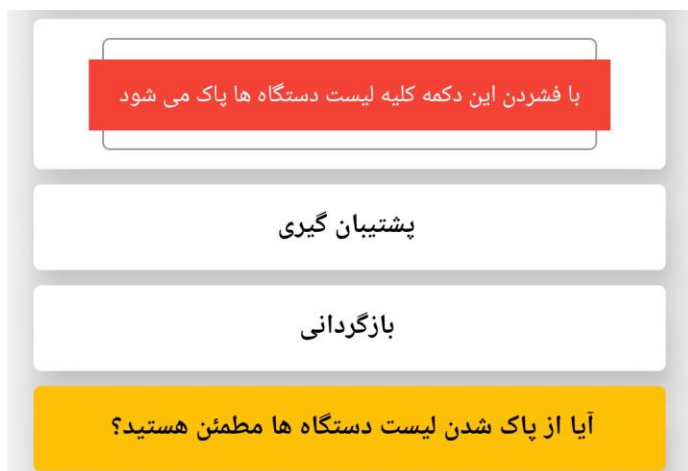 با فشردن این دکمه کلیه لیست دستگاه ها پاک می شود
پشتیبان گیری
بازگردانی
آیا از پاک شدن لیست دستگاه ها مطمئن هستید؟